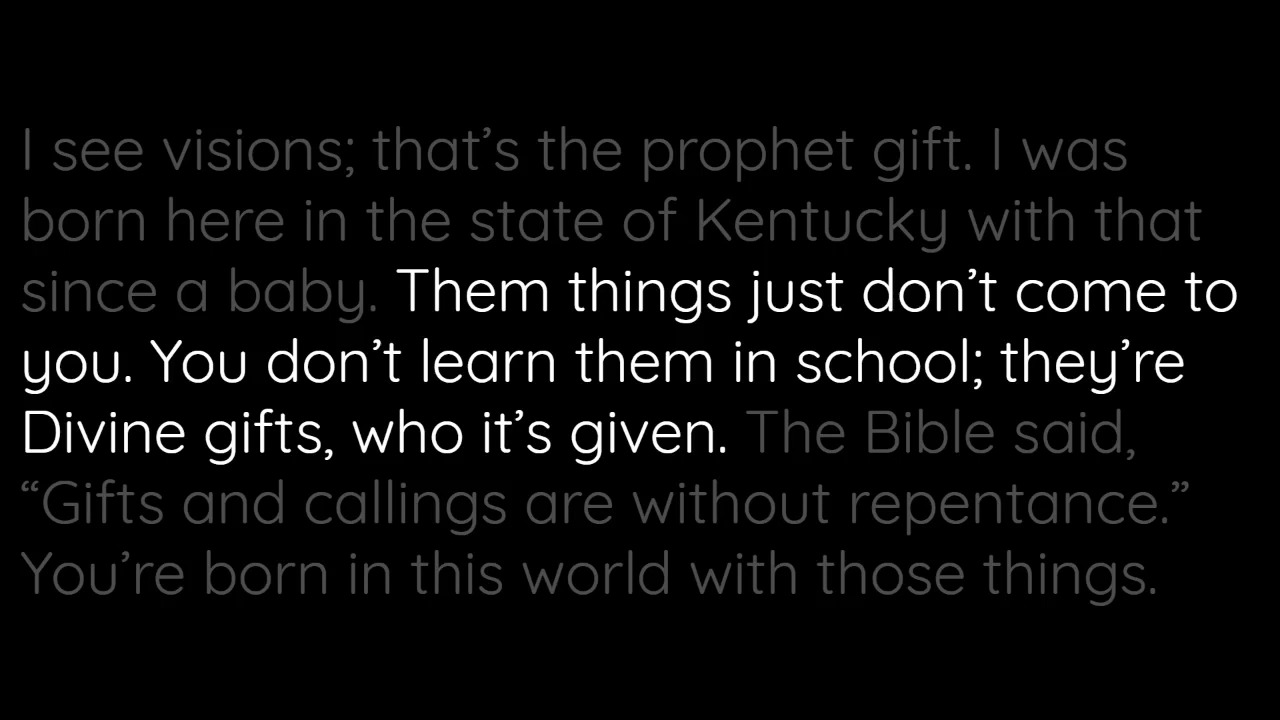 I see visions; that’s the prophet gift. I was
born here in the state of Kentucky with that
since a baby. Them things just don’t come to
you. You don’t learn them in school; they’re
Divine gifts, who it’s given. The Bible said,
“Gifts and callings are without repentance.”
You’re born in this world with those things.